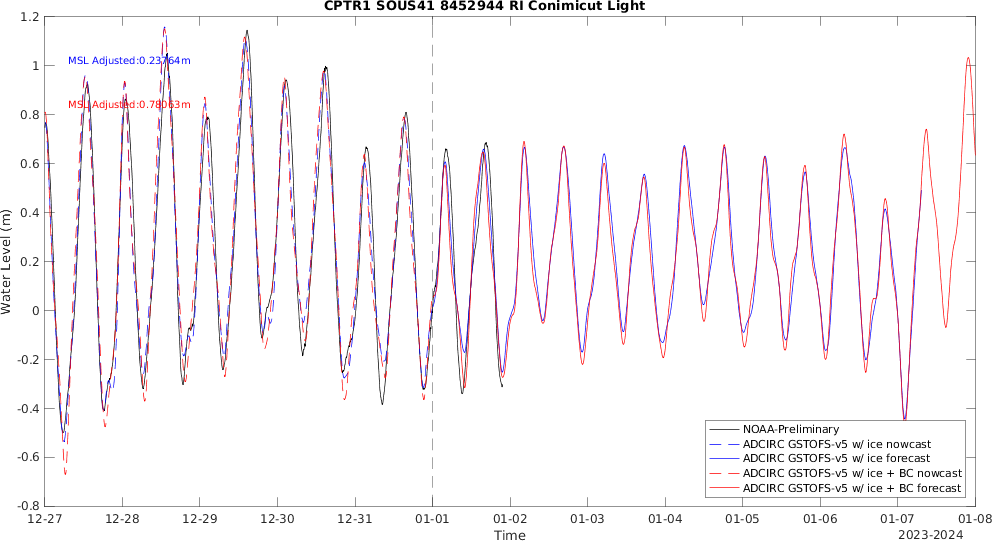 CPTR1 SOUS41 8452944 RI Conimicut Light
MSL Adjusted:0.23764m
MSL Adjusted:0.78063m
Water Level (m)
1.2
1
0.8
0.6
0.4
0.2
0
-0.2
-0.4
-0.6
-0.8
NOAA-Preliminary
ADCIRC GSTOFS-v5 w/ ice nowcast
ADCIRC GSTOFS-v5 w/ ice forecast
ADCIRC GSTOFS-v5 w/ ice + BC nowcast
ADCIRC GSTOFS-v5 w/ ice + BC forecast
12-27 12-28 12-29 12-30 12-31 01-01 01-02 01-03 01-04 01-05 01-06 01-07 01-08
Time
2023-2024